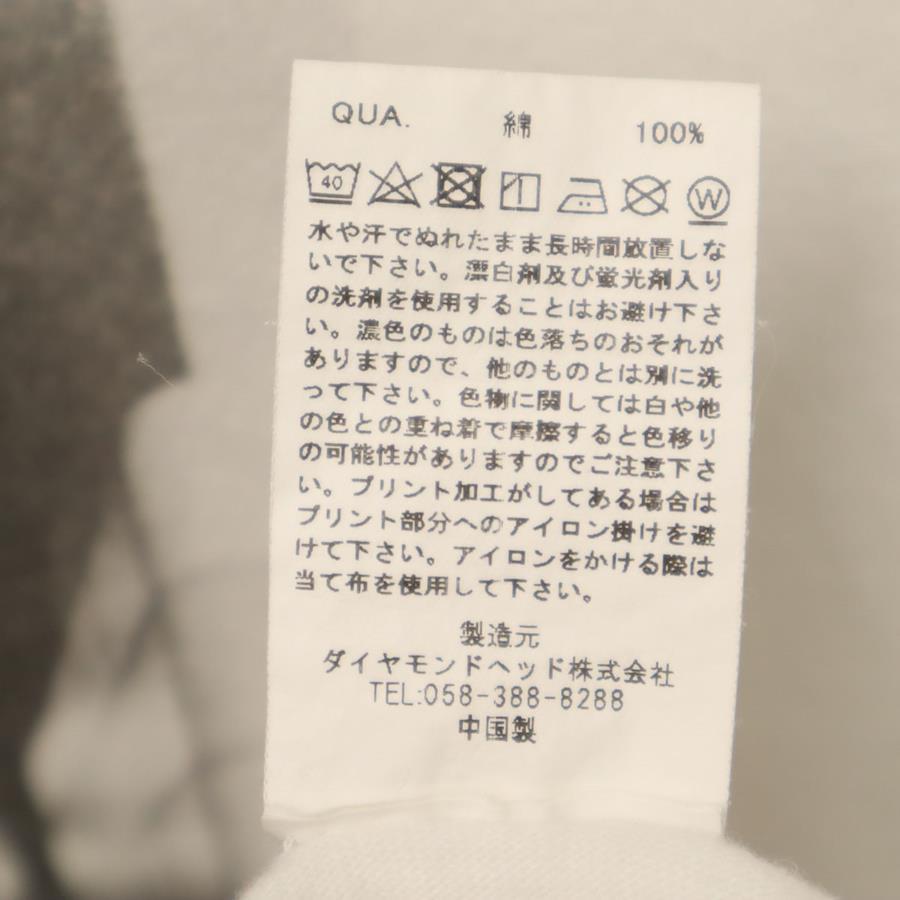 QUA. 綿 100%
40 W
水や汗でぬれたまま長時間放置しな
いで下さい。漂白剤及び蛍光剤入り
の洗剤を使用することはお避け下さ
い。濃色のものは色落ちのおそれが
ありますので、他のものとは別に洗
って下さい。色物に関しては白や他
の色との重ね着で摩擦すると色移り
の可能性がありますのでご注意下さ
い。プリント加工がしてある場合は
プリント部分へのアイロン掛けを避
けて下さい。アイロンをかける際は
当て布を使用して下さい。
製造元
ダイヤモンドヘッド株式会社
TEL:058-388-8288
中国製